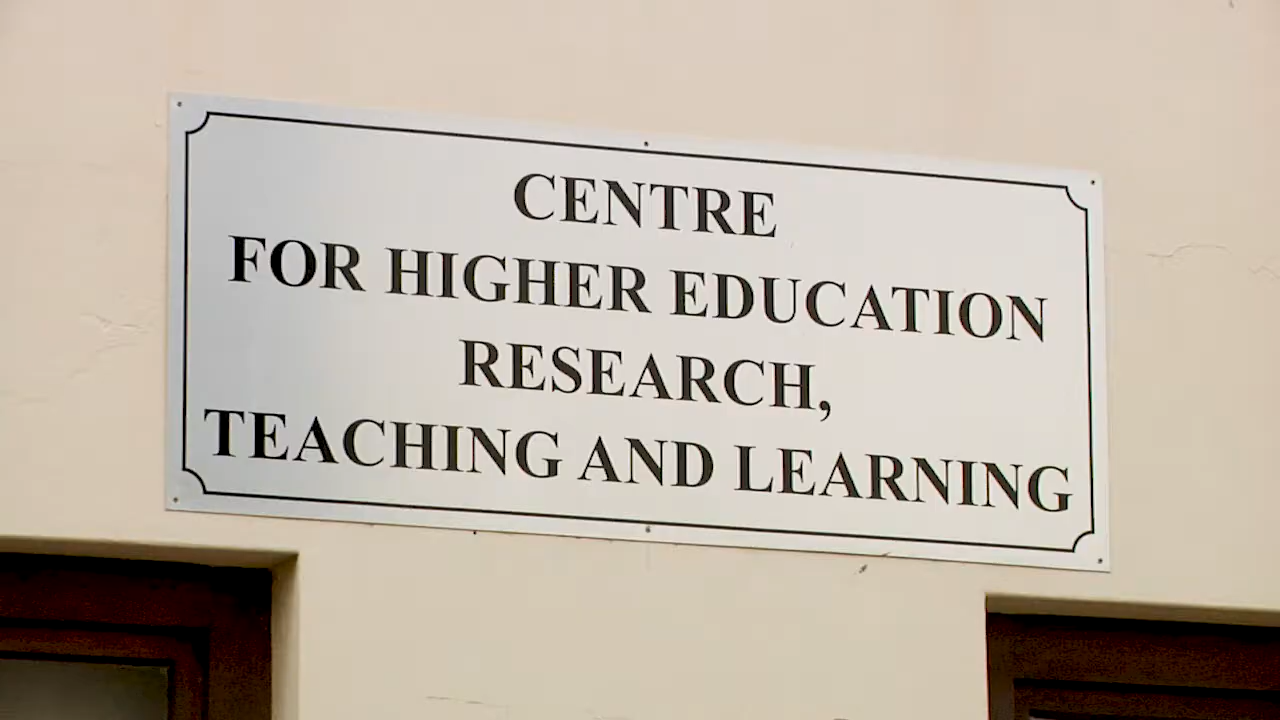 CENTRE
FOR HIGHER EDUCATION
RESEARCH,
TEACHING AND LEARNING